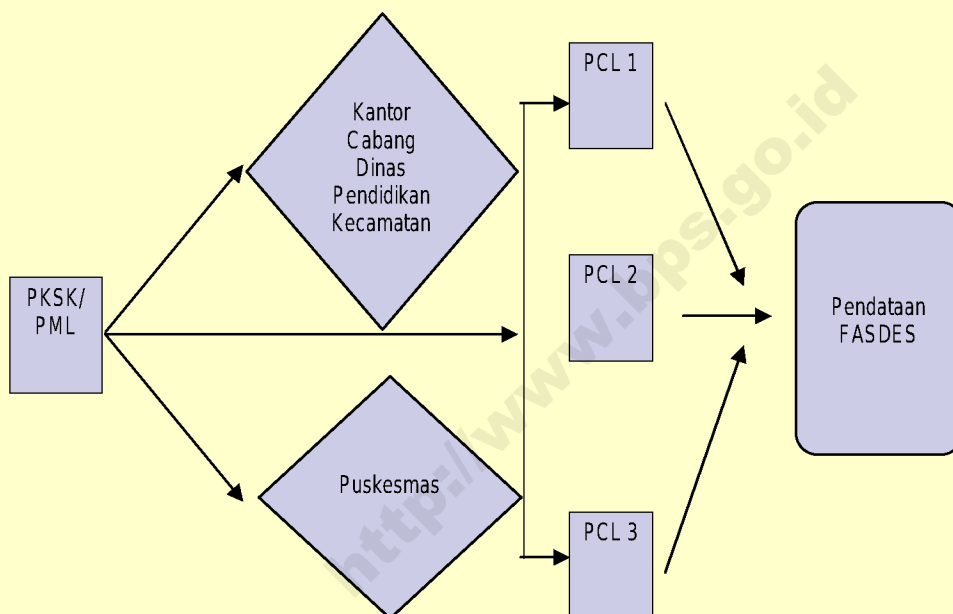 Kantor
Cabang
Dinas
Pendidikan
Kecamatan
PCL 1
PKSK/
PML
PCL 2
Pendataan
FASDES
Puskesmas
PCL 3
http://www.bps.go.id